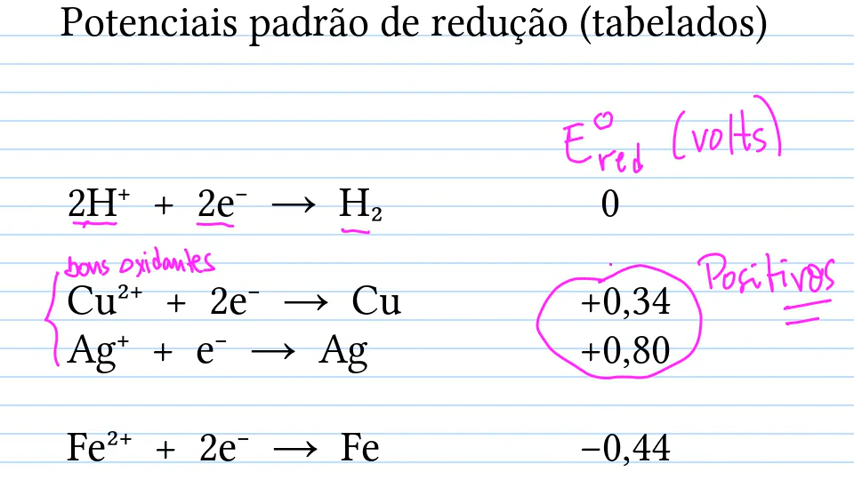 Potenciais padrão de redução (tabelados)
E⁰red (volts)
2H⁺ + 2e⁻ → H₂ 0
bons oxidantes
Positivos
Cu²⁺ + 2e⁻ → Cu +0,34
Ag⁺ + e⁻ → Ag +0,80
Fe²⁺ + 2e⁻ → Fe −0,44